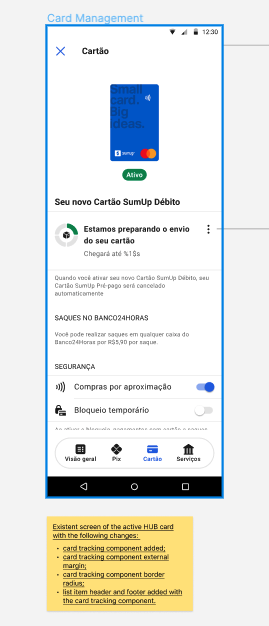 Card Management
12:30
Cartão
Small
card.
Big
ideas.
sumup
Ativo
Seu novo Cartão SumUp Débito
Estamos preparando o envio
do seu cartão
Chegará até %1$s
Quando você ativar seu novo Cartão SumUp Débito, seu
Cartão SumUp Pré-pago será cancelado
automaticamente
SAQUES NO BANCO24HORAS
Você pode realizar saques em qualquer caixa do
Banco24Horas por R$5,90 por saque.
SEGURANÇA
Compras por aproximação
Bloqueio temporário
Ao ativar o bloqueio, pagamentos com cartão e saques
Visão geral
Pix
Cartão
Serviços
Existent screen of the active HUB card
with the following changes:
• card tracking component added;
• card tracking component external
margin;
• card tracking component border
radius;
• list item header and footer added with
the card tracking component.